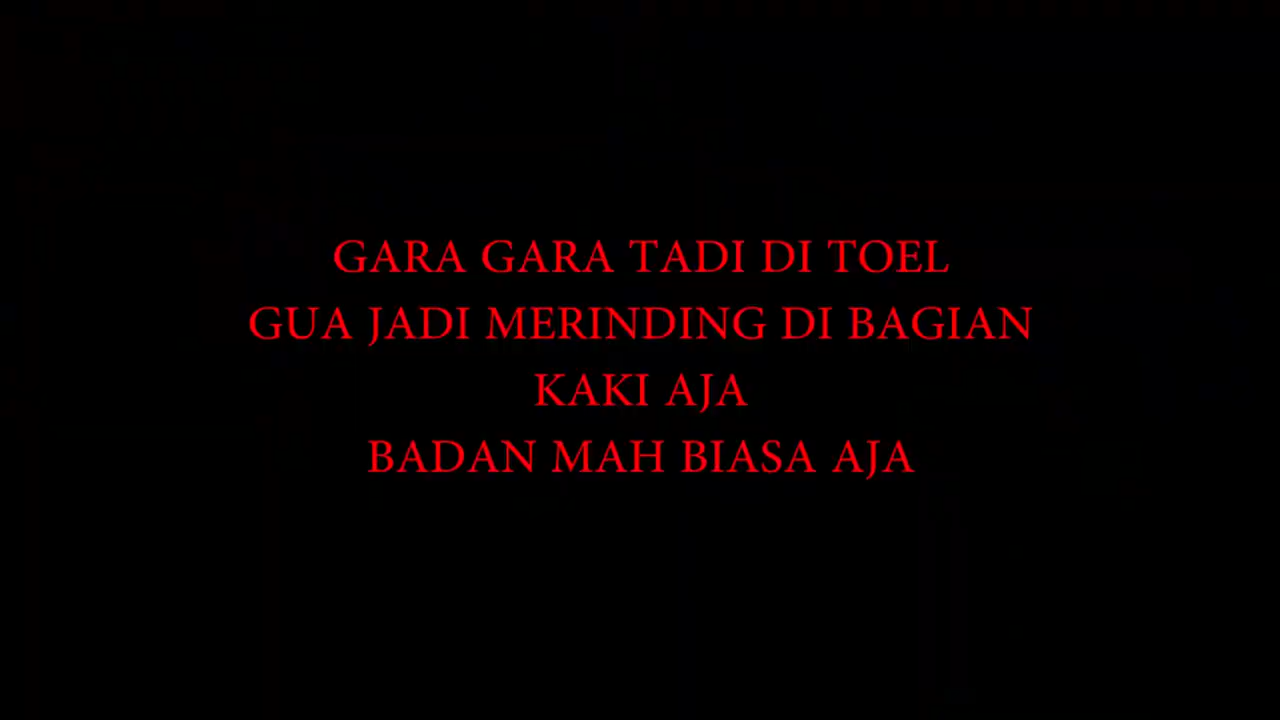 GARA GARA TADI DI TOEL
GUA JADI MERINDING DI BAGIAN
KAKI AJA
BADAN MAH BIASA AJA